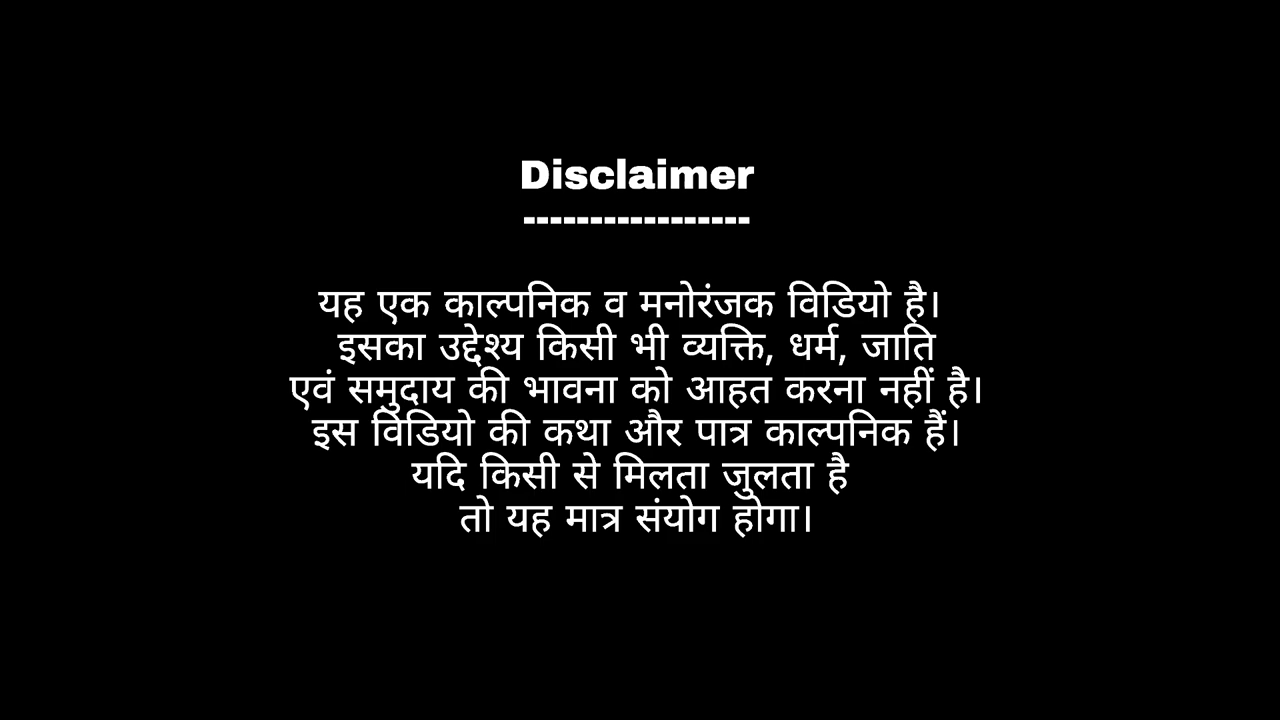 Disclaimer
-----------------
यह एक काल्पनिक व मनोरंजक विडियो है।
इसका उद्देश्य किसी भी व्यक्ति, धर्म, जाति
एवं समुदाय की भावना को आहत करना नहीं है।
इस विडियो की कथा और पात्र काल्पनिक हैं।
यदि किसी से मिलता जुलता है
तो यह मात्र संयोग होगा।